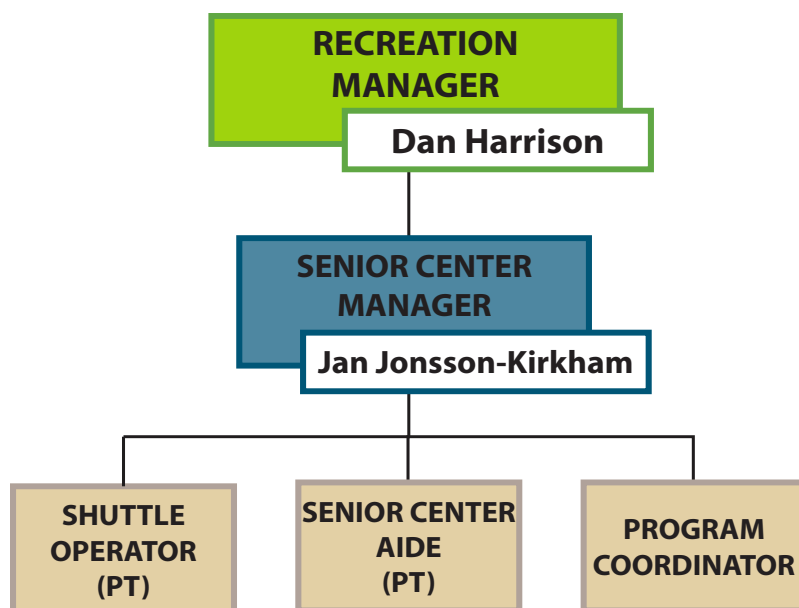 RECREATION
MANAGER
Dan Harrison
SENIOR CENTER
MANAGER
Jan Jonsson-Kirkham
SHUTTLE
OPERATOR
(PT)
SENIOR CENTER
AIDE
(PT)
PROGRAM
COORDINATOR